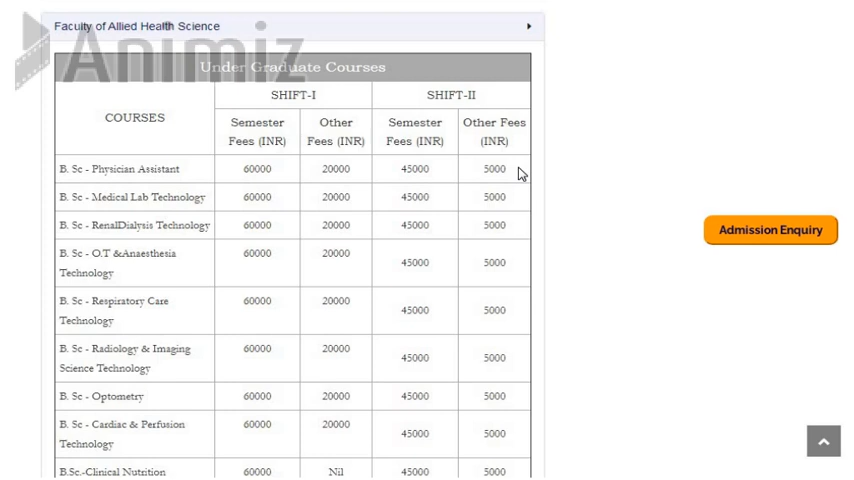 Faculty of Allied Health Science
Animiz
Under Graduate Courses
COURSES
SHIFT-I
SHIFT-II
Semester
Fees (INR)
Other
Fees (INR)
Semester
Fees (INR)
Other Fees
(INR)
B. Sc - Physician Assistant 60000 20000 45000 5000
B. Sc - Medical Lab Technology 60000 20000 45000 5000
B. Sc - RenalDialysis Technology 60000 20000 45000 5000
B. Sc - O.T &Anaesthesia
Technology
60000 20000 45000 5000
B. Sc - Respiratory Care
Technology
60000 20000 45000 5000
B. Sc - Radiology & Imaging
Science Technology
60000 20000 45000 5000
B. Sc - Optometry 60000 20000 45000 5000
B. Sc - Cardiac & Perfusion
Technology
60000 20000 45000 5000
B.Sc.-Clinical Nutrition 60000 Nil 45000 5000
Admission Enquiry